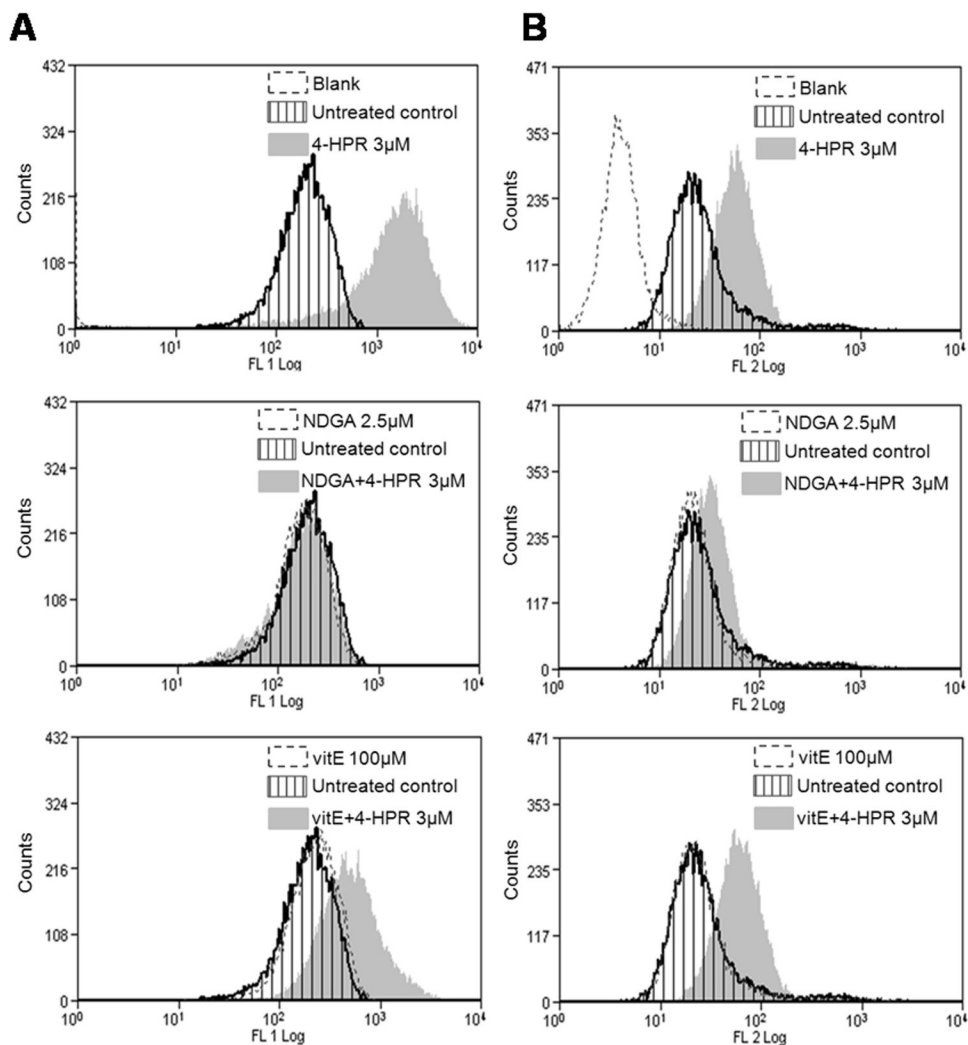 A
B
432
324
216
108
0
Counts
Blank
Untreated control
4-HPR 3µM
10⁰ 10² 10³ 10⁴
FL 1 Log
471
353
235
117
0
Counts
Blank
Untreated control
4-HPR 3µM
10⁰ 10¹ 10² 10³ 10⁴
FL 2 Log
432
324
216
108
0
Counts
NDGA 2.5µM
Untreated control
NDGA+4-HPR 3µM
10⁰ 10¹ 10² 10³ 10⁴
FL 1 Log
471
353
235
117
0
Counts
NDGA 2.5µM
Untreated control
NDGA+4-HPR 3µM
10⁰ 10¹ 10² 10³ 10⁴
FL 2 Log
432
324
216
108
0
Counts
vitE 100µM
Untreated control
vitE+4-HPR 3µM
10⁰ 10¹ 10² 10³ 10⁴
FL 1 Log
471
353
235
117
0
Counts
vitE 100µM
Untreated control
vitE+4-HPR 3µM
10⁰ 10¹ 10² 10³ 10⁴
FL 2 Log